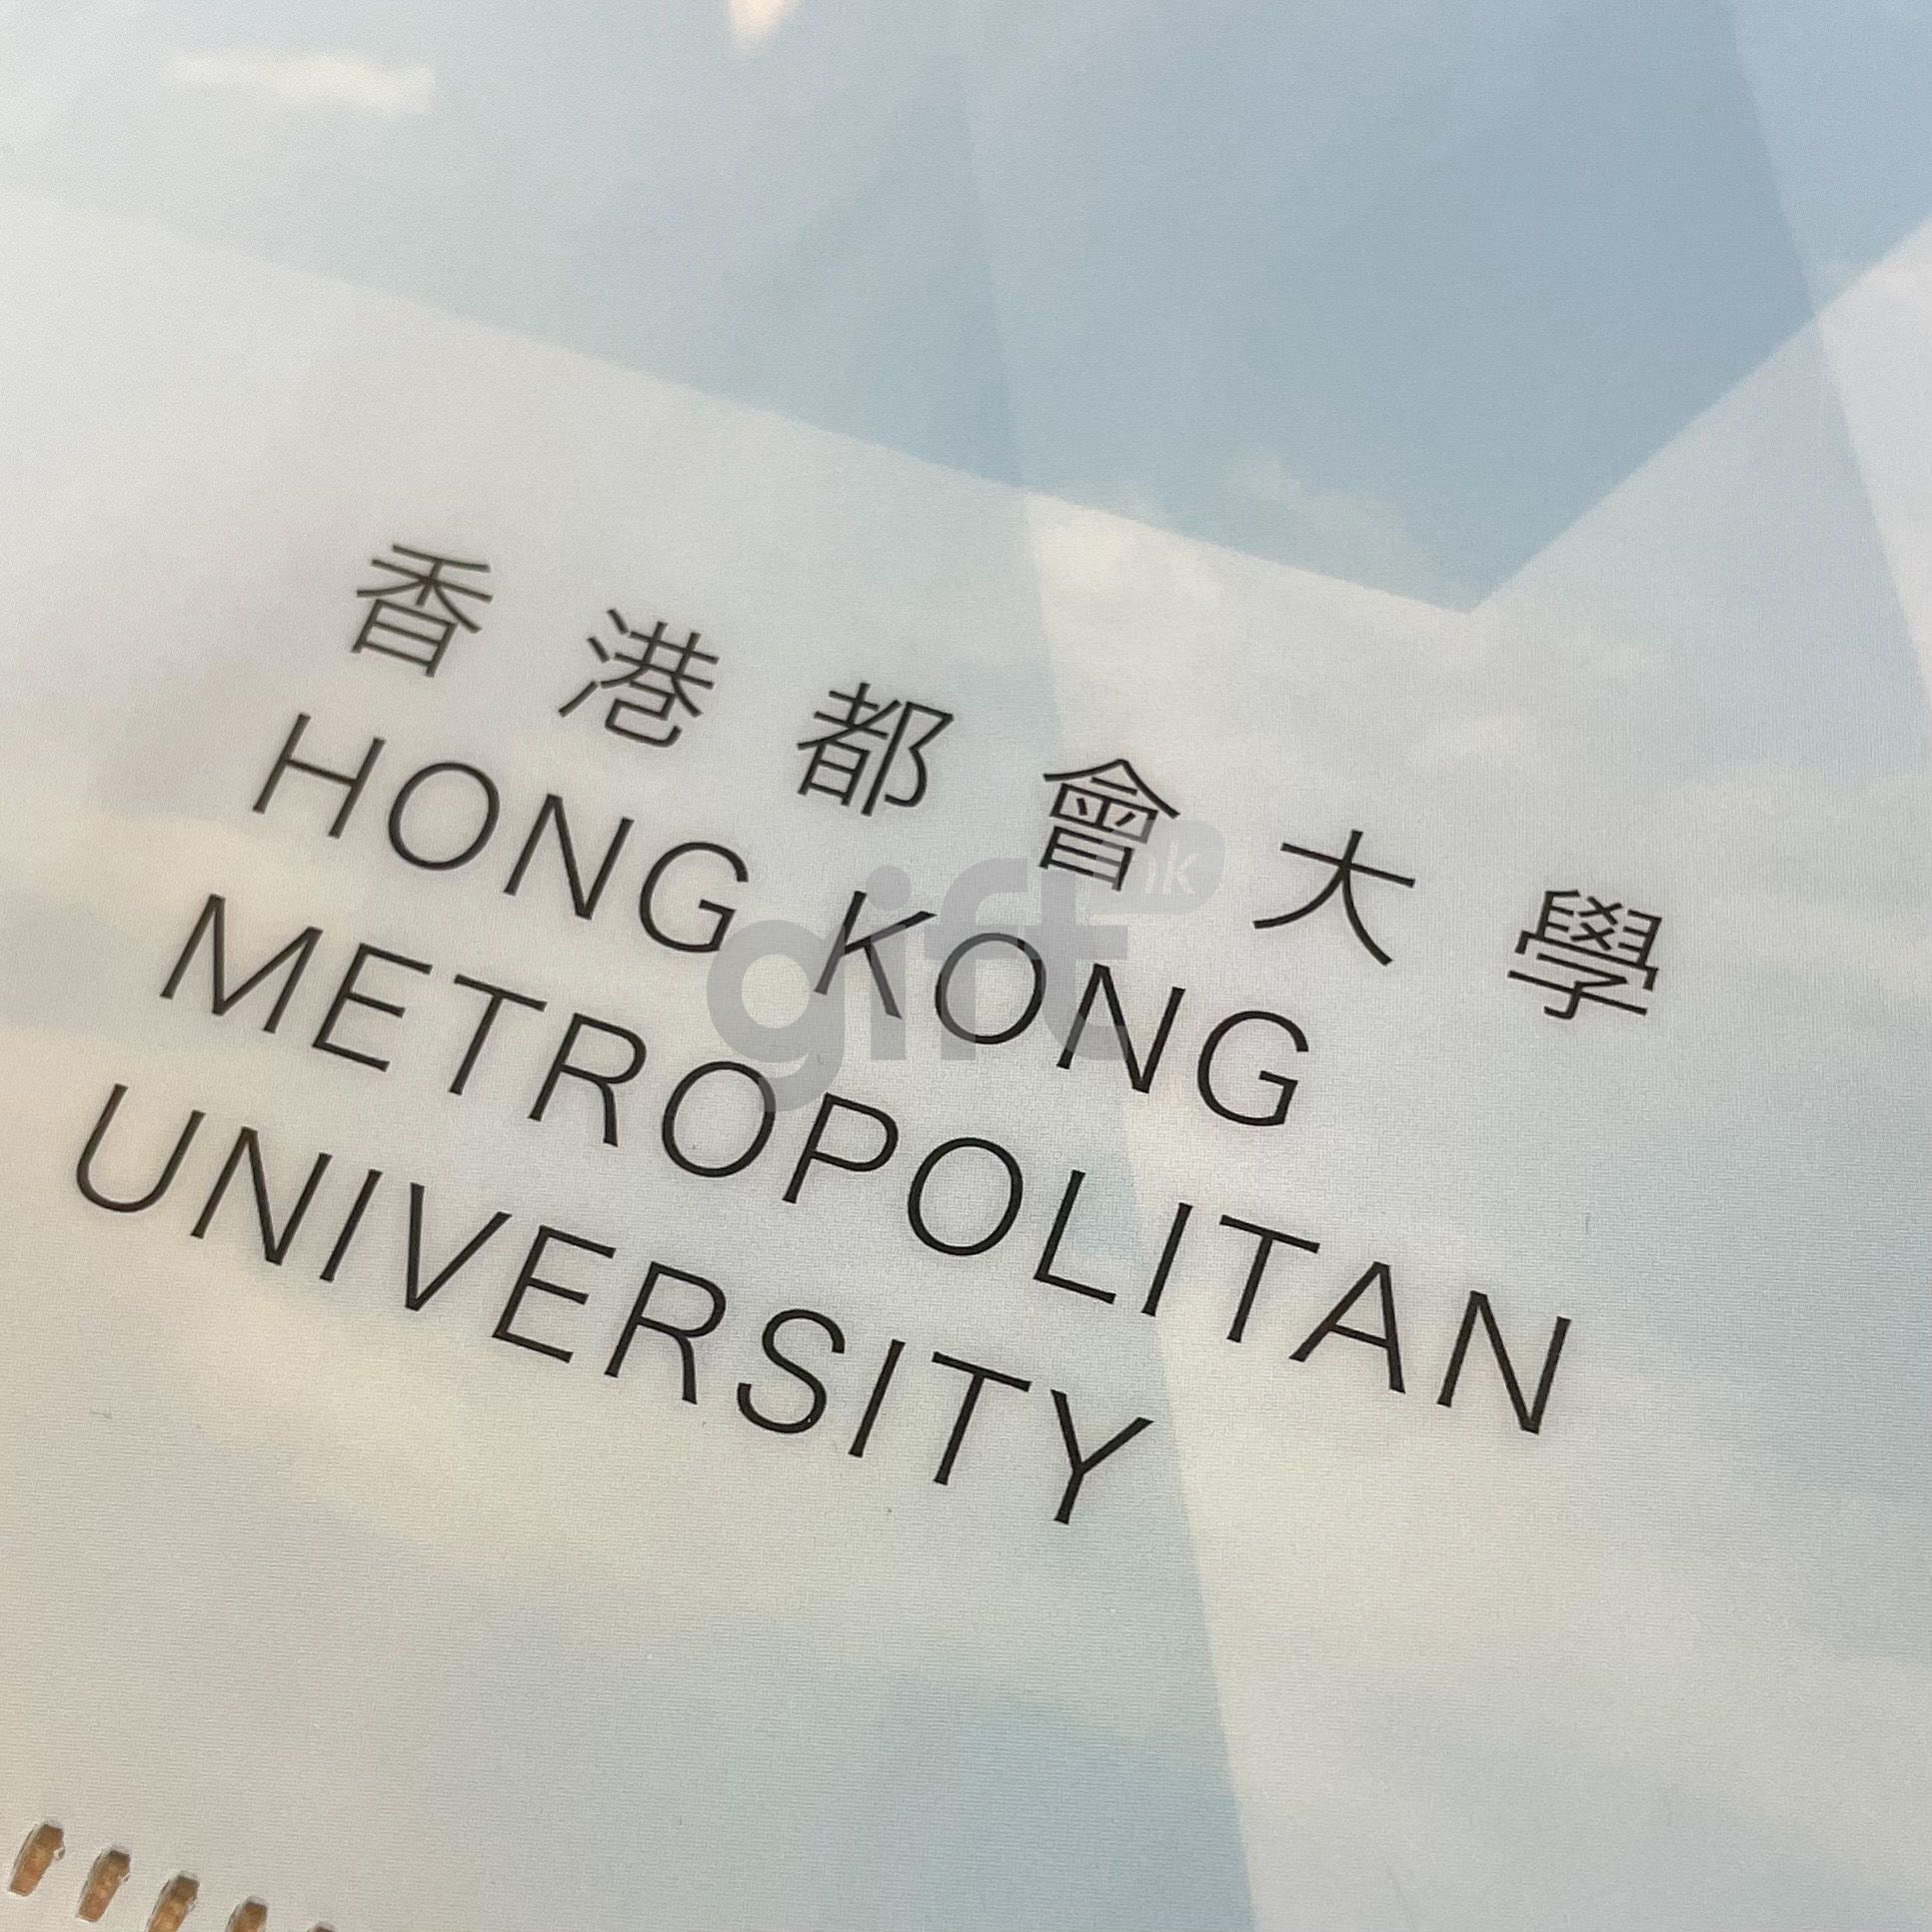 香港都會大學
HONG KONG
METROPOLITAN
UNIVERSITY
gift
hk